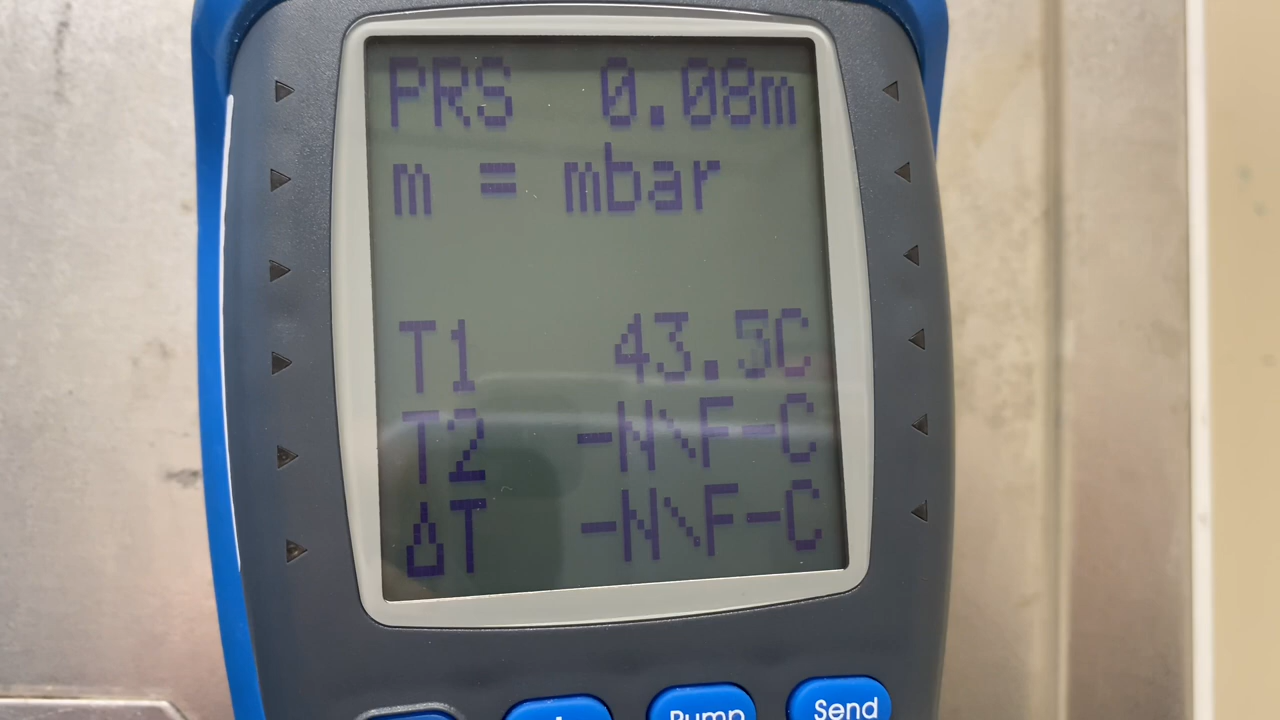 PRS 0.08m
m = mbar
T1 43.5C
T2 -N\F-C
ΔT -N\F-C
Pump Send